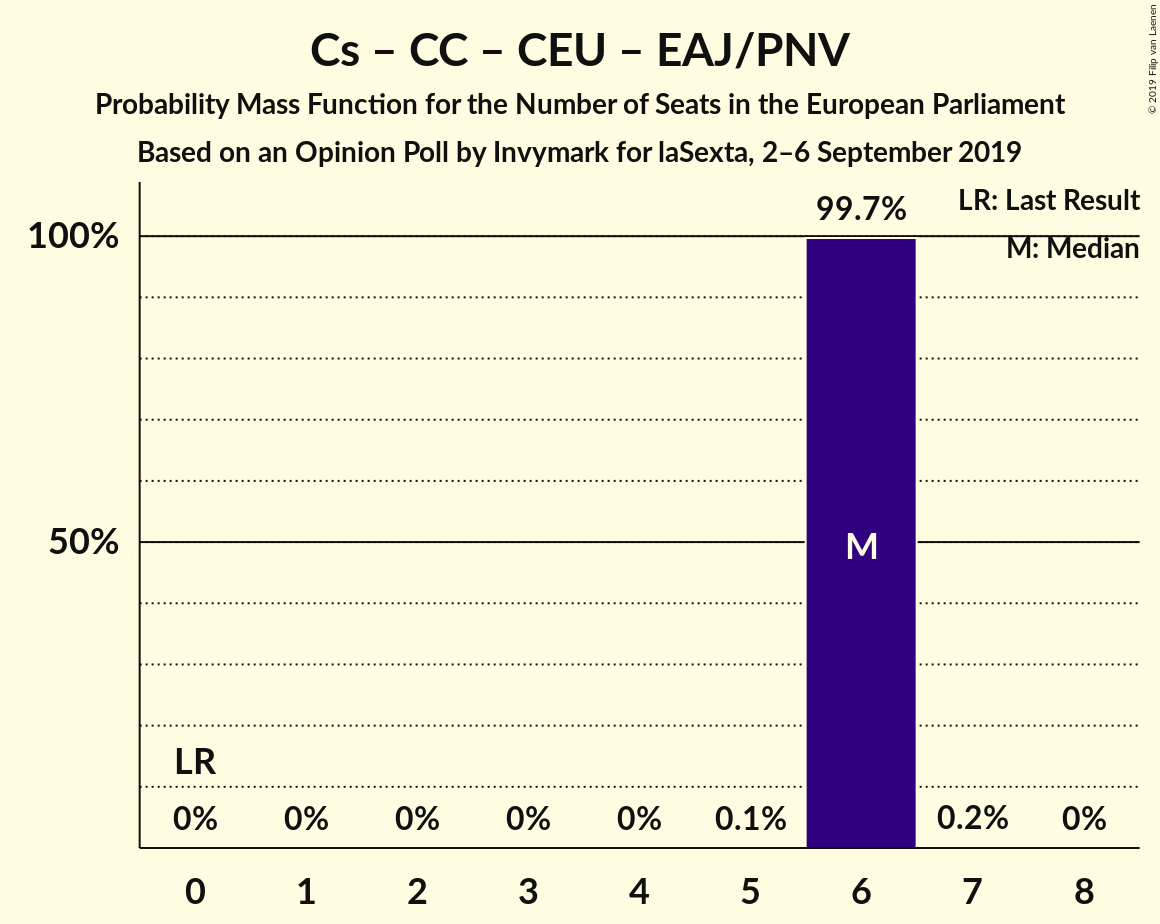 Cs – CC – CEU – EAJ/PNV
Probability Mass Function for the Number of Seats in the European Parliament
Based on an Opinion Poll by Invymark for laSexta, 2–6 September 2019
© 2019 Filip van Laenen
LR: Last Result
M: Median
99.7%
100%
50%
M
LR
0% 0% 0% 0% 0% 0.1% 0.2% 0%
0 1 2 3 4 5 6 7 8